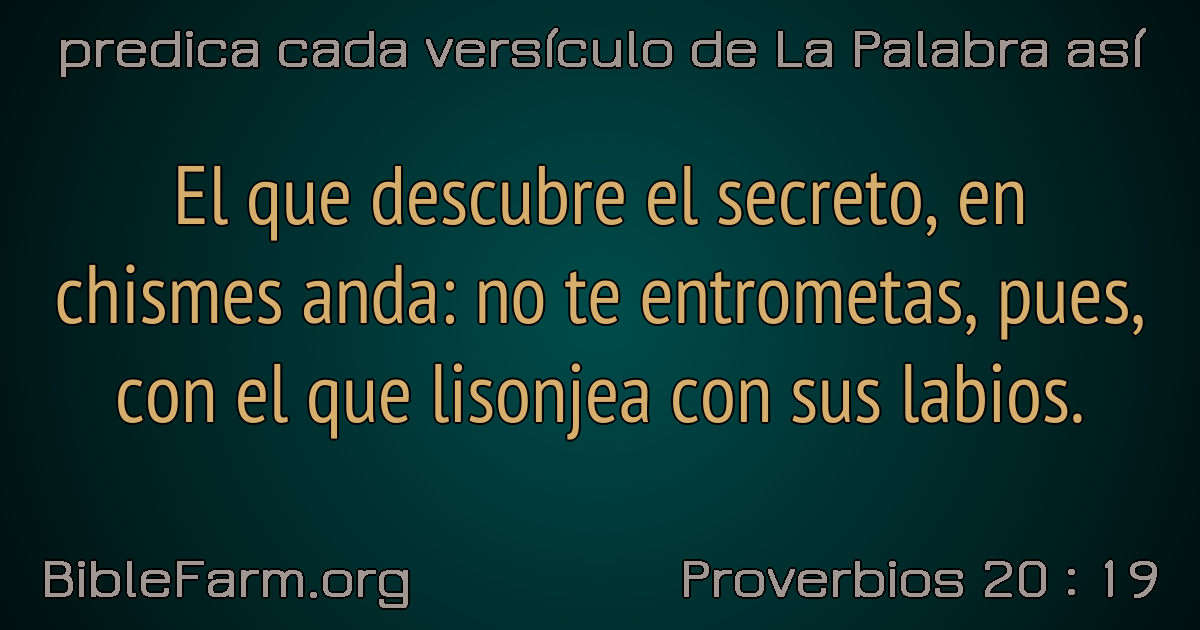 predica cada versículo de La Palabra así
El que descubre el secreto, en
chismes anda: no te entrometas, pues,
con el que lisonjea con sus labios.
BibleFarm.org
Proverbios 20 : 19